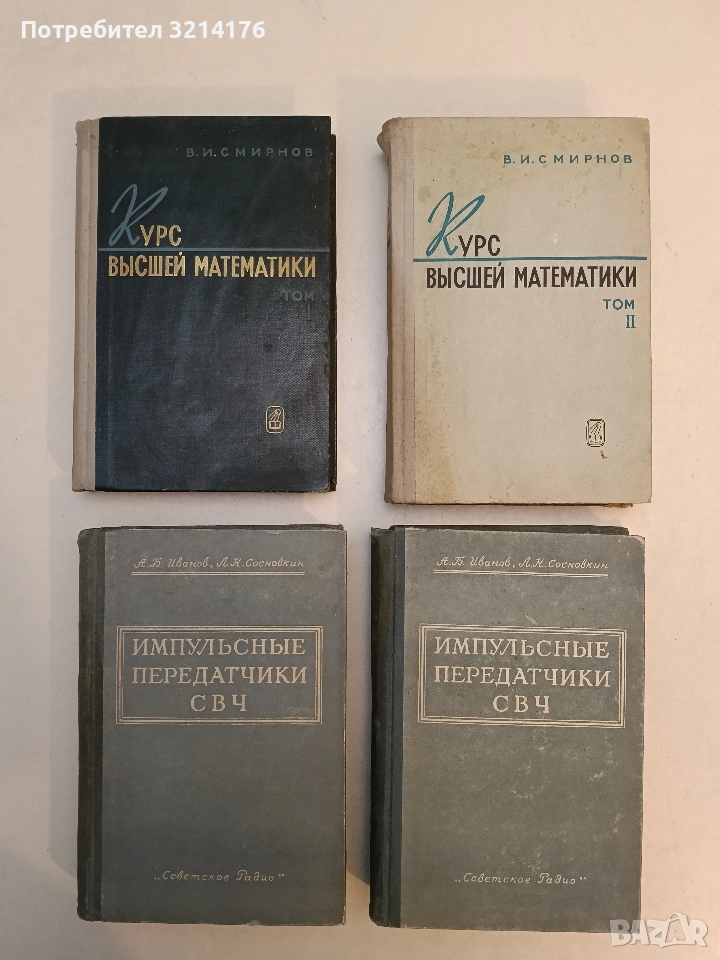 Потребител 3214176
В.И.СМИРНОВ
КУРС
ВЫСШЕЙ МАТЕМАТИКИ
ТОМ
I
В.И.СМИРНОВ
КУРС
ВЫСШЕЙ МАТЕМАТИКИ
ТОМ
II
А.Б. Иванов, Л.Н. Сосновкин
ИМПУЛЬСНЫЕ
ПЕРЕДАТЧИКИ
СВЧ
„Советское Радио"
А.Б. Иванов, Л.Н. Сосновкин
ИМПУЛЬСНЫЕ
ПЕРЕДАТЧИКИ
СВЧ
„Советское Радио"
BAZAR